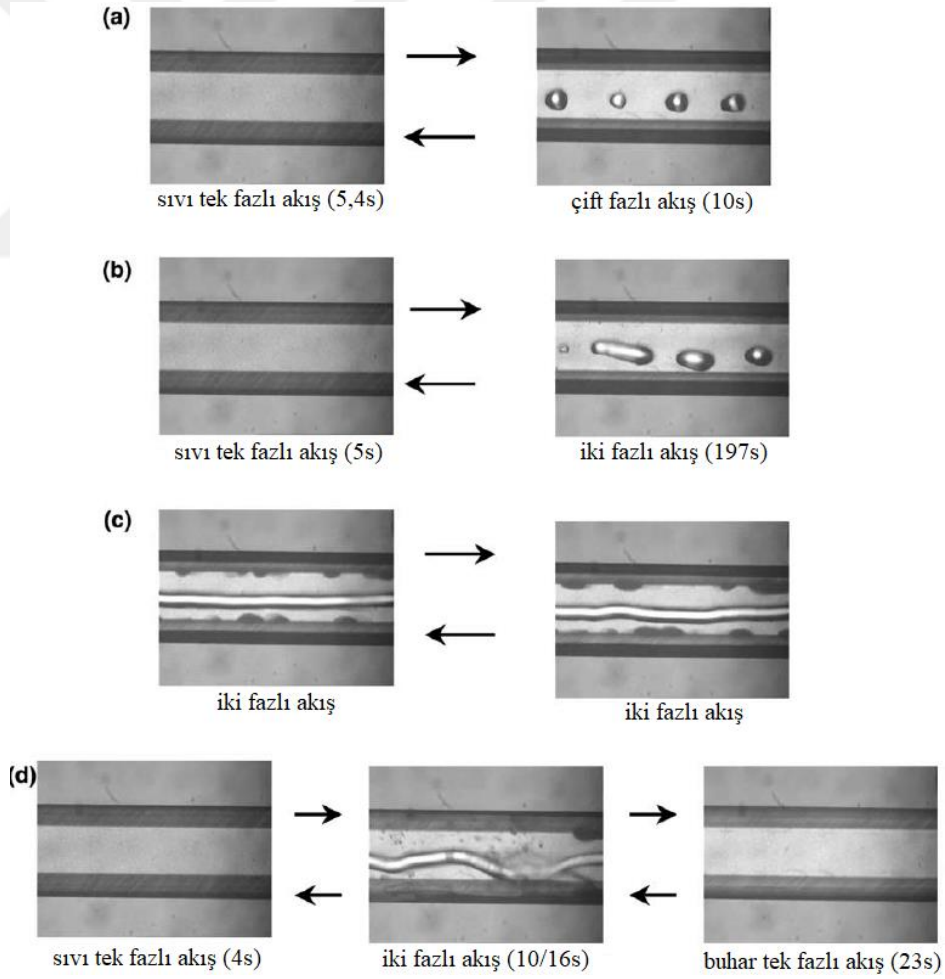 (a)
sıvı tek fazlı akış (5,4s) çift fazlı akış (10s)
(b)
sıvı tek fazlı akış (5s) iki fazlı akış (197s)
(c)
iki fazlı akış iki fazlı akış
(d)
sıvı tek fazlı akış (4s) iki fazlı akış (10/16s) buhar tek fazlı akış (23s)